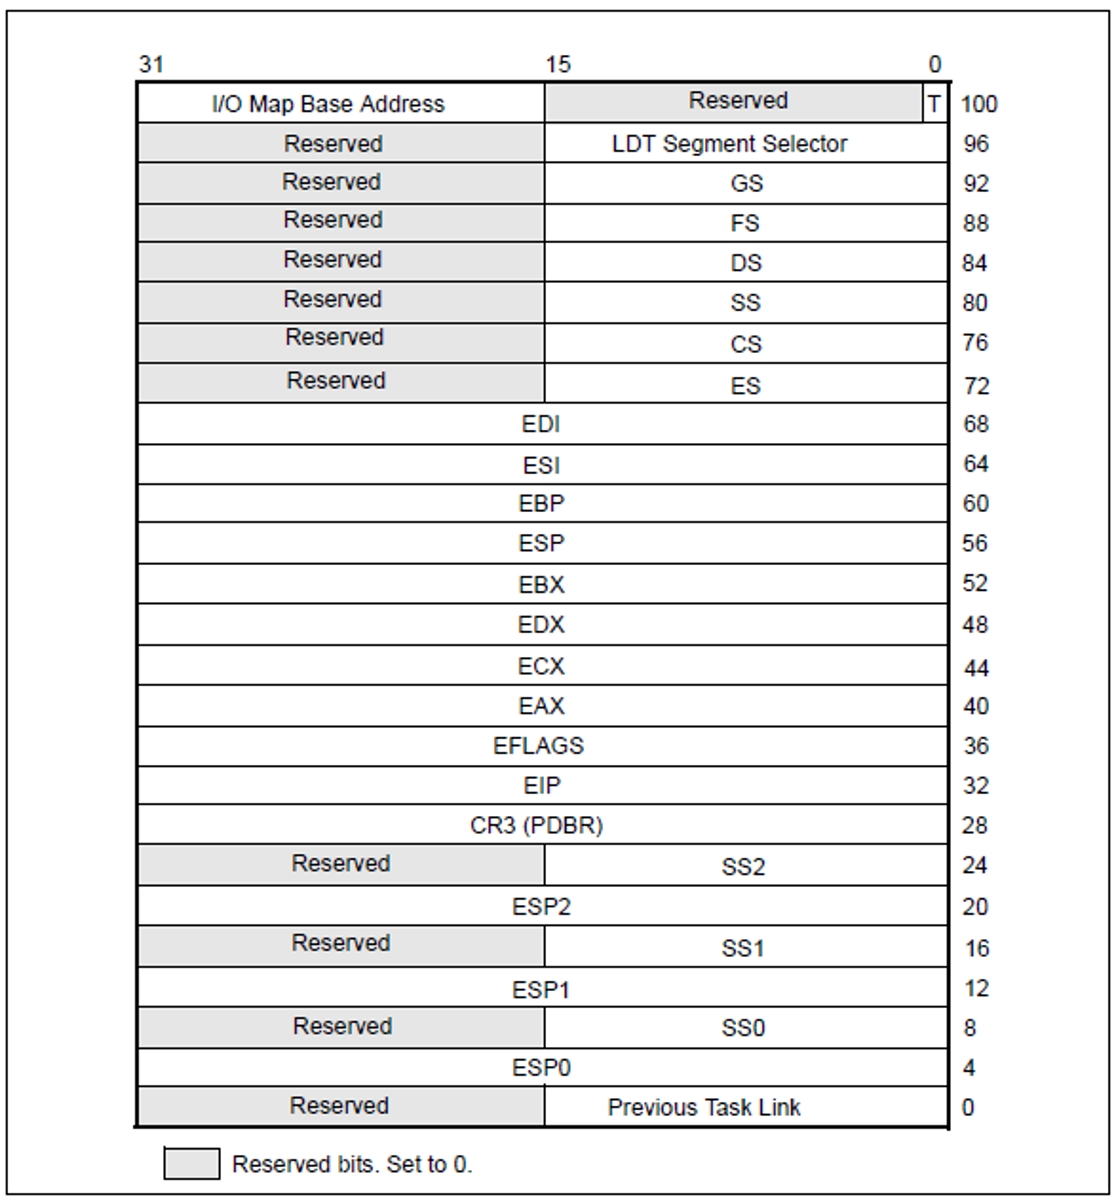 31 15 0
I/O Map Base Address Reserved T 100
Reserved LDT Segment Selector 96
Reserved GS 92
Reserved FS 88
Reserved DS 84
Reserved SS 80
Reserved CS 76
Reserved ES 72
EDI 68
ESI 64
EBP 60
ESP 56
EBX 52
EDX 48
ECX 44
EAX 40
EFLAGS 36
EIP 32
CR3 (PDBR) 28
Reserved SS2 24
ESP2 20
Reserved SS1 16
ESP1 12
Reserved SS0 8
ESP0 4
Reserved Previous Task Link 0
Reserved bits. Set to 0.